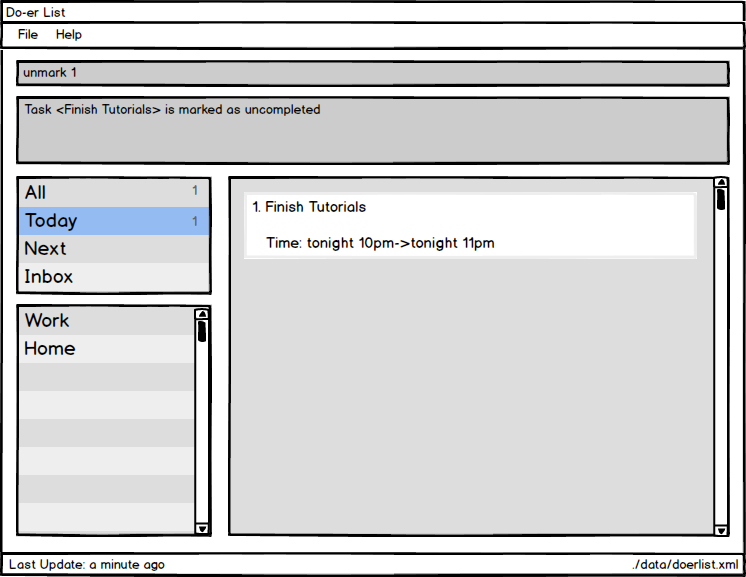 Do-er List
File Help
unmark 1
Task <Finish Tutorials> is marked as uncompleted
All 1
Today 1
Next
Inbox
Work
Home
1. Finish Tutorials
Time: tonight 10pm->tonight 11pm
Last Update: a minute ago
./data/doerlist.xml